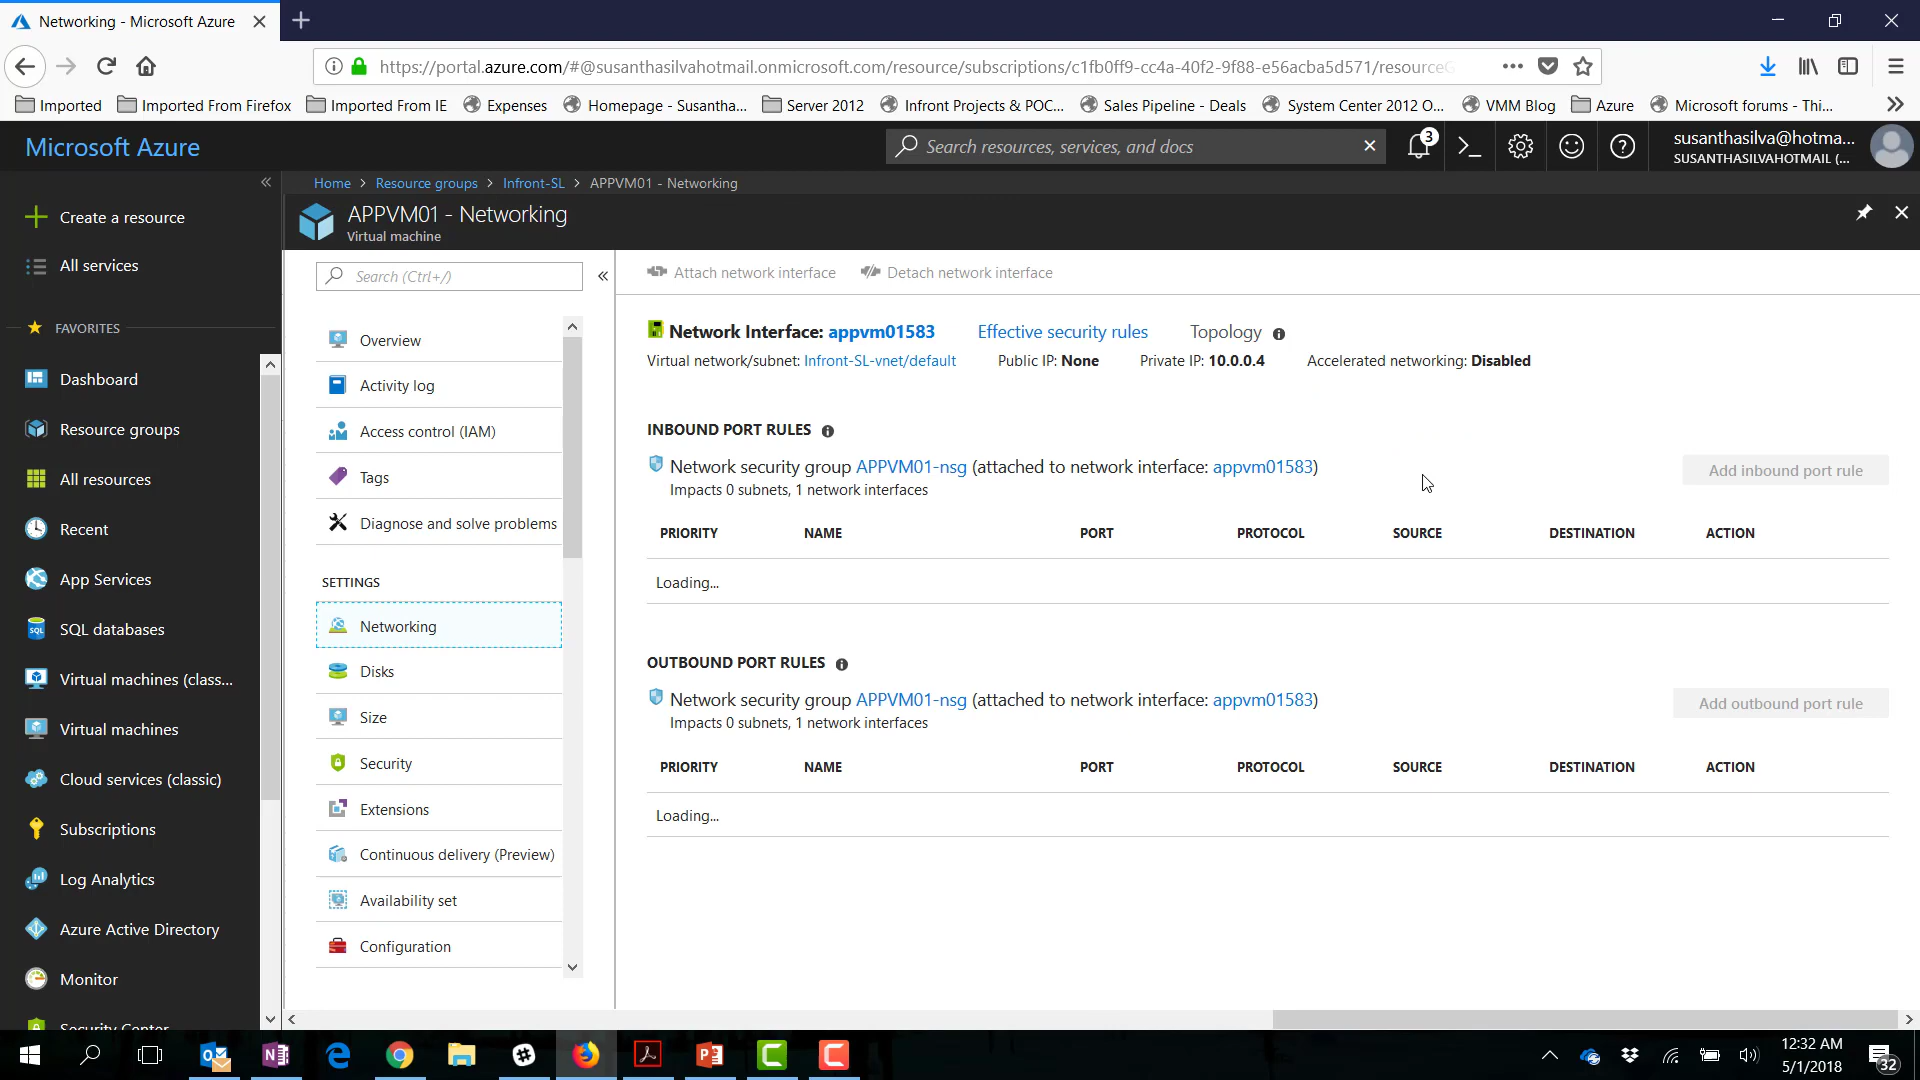 Networking - Microsoft Azure
https://portal.azure.com/#@susanthasilvahotmail.onmicrosoft.com/resource/subscriptions/c1fb0ff9-cc4a-40f2-9f88-e56acba5d571/resourceG
Imported
Imported From Firefox
Imported From IE
Expenses
Homepage - Susantha...
Server 2012
Infront Projects & POC...
Sales Pipeline - Deals
System Center 2012 O...
VMM Blog
Azure
Microsoft forums - Thi...
Microsoft Azure
Search resources, services, and docs
3
susanthasilva@hotma...
SUSANTHASILVAHOTMAIL (...
Home > Resource groups > Infront-SL > APPVM01 - Networking
APPVM01 - Networking
Virtual machine
Create a resource
All services
FAVORITES
Dashboard
Resource groups
All resources
Recent
App Services
SQL databases
Virtual machines (class...
Virtual machines
Cloud services (classic)
Subscriptions
Log Analytics
Azure Active Directory
Monitor
Security Center
Search (Ctrl+/)
Overview
Activity log
Access control (IAM)
Tags
Diagnose and solve problems
SETTINGS
Networking
Disks
Size
Security
Extensions
Continuous delivery (Preview)
Availability set
Configuration
Attach network interface
Detach network interface
Network Interface: appvm01583
Effective security rules
Topology
Virtual network/subnet: Infront-SL-vnet/default
Public IP: None
Private IP: 10.0.0.4
Accelerated networking: Disabled
INBOUND PORT RULES
Network security group APPVM01-nsg (attached to network interface: appvm01583)
Impacts 0 subnets, 1 network interfaces
Add inbound port rule
PRIORITY NAME PORT PROTOCOL SOURCE DESTINATION ACTION
Loading...
OUTBOUND PORT RULES
Network security group APPVM01-nsg (attached to network interface: appvm01583)
Impacts 0 subnets, 1 network interfaces
Add outbound port rule
PRIORITY NAME PORT PROTOCOL SOURCE DESTINATION ACTION
Loading...
12:32 AM
5/1/2018
32